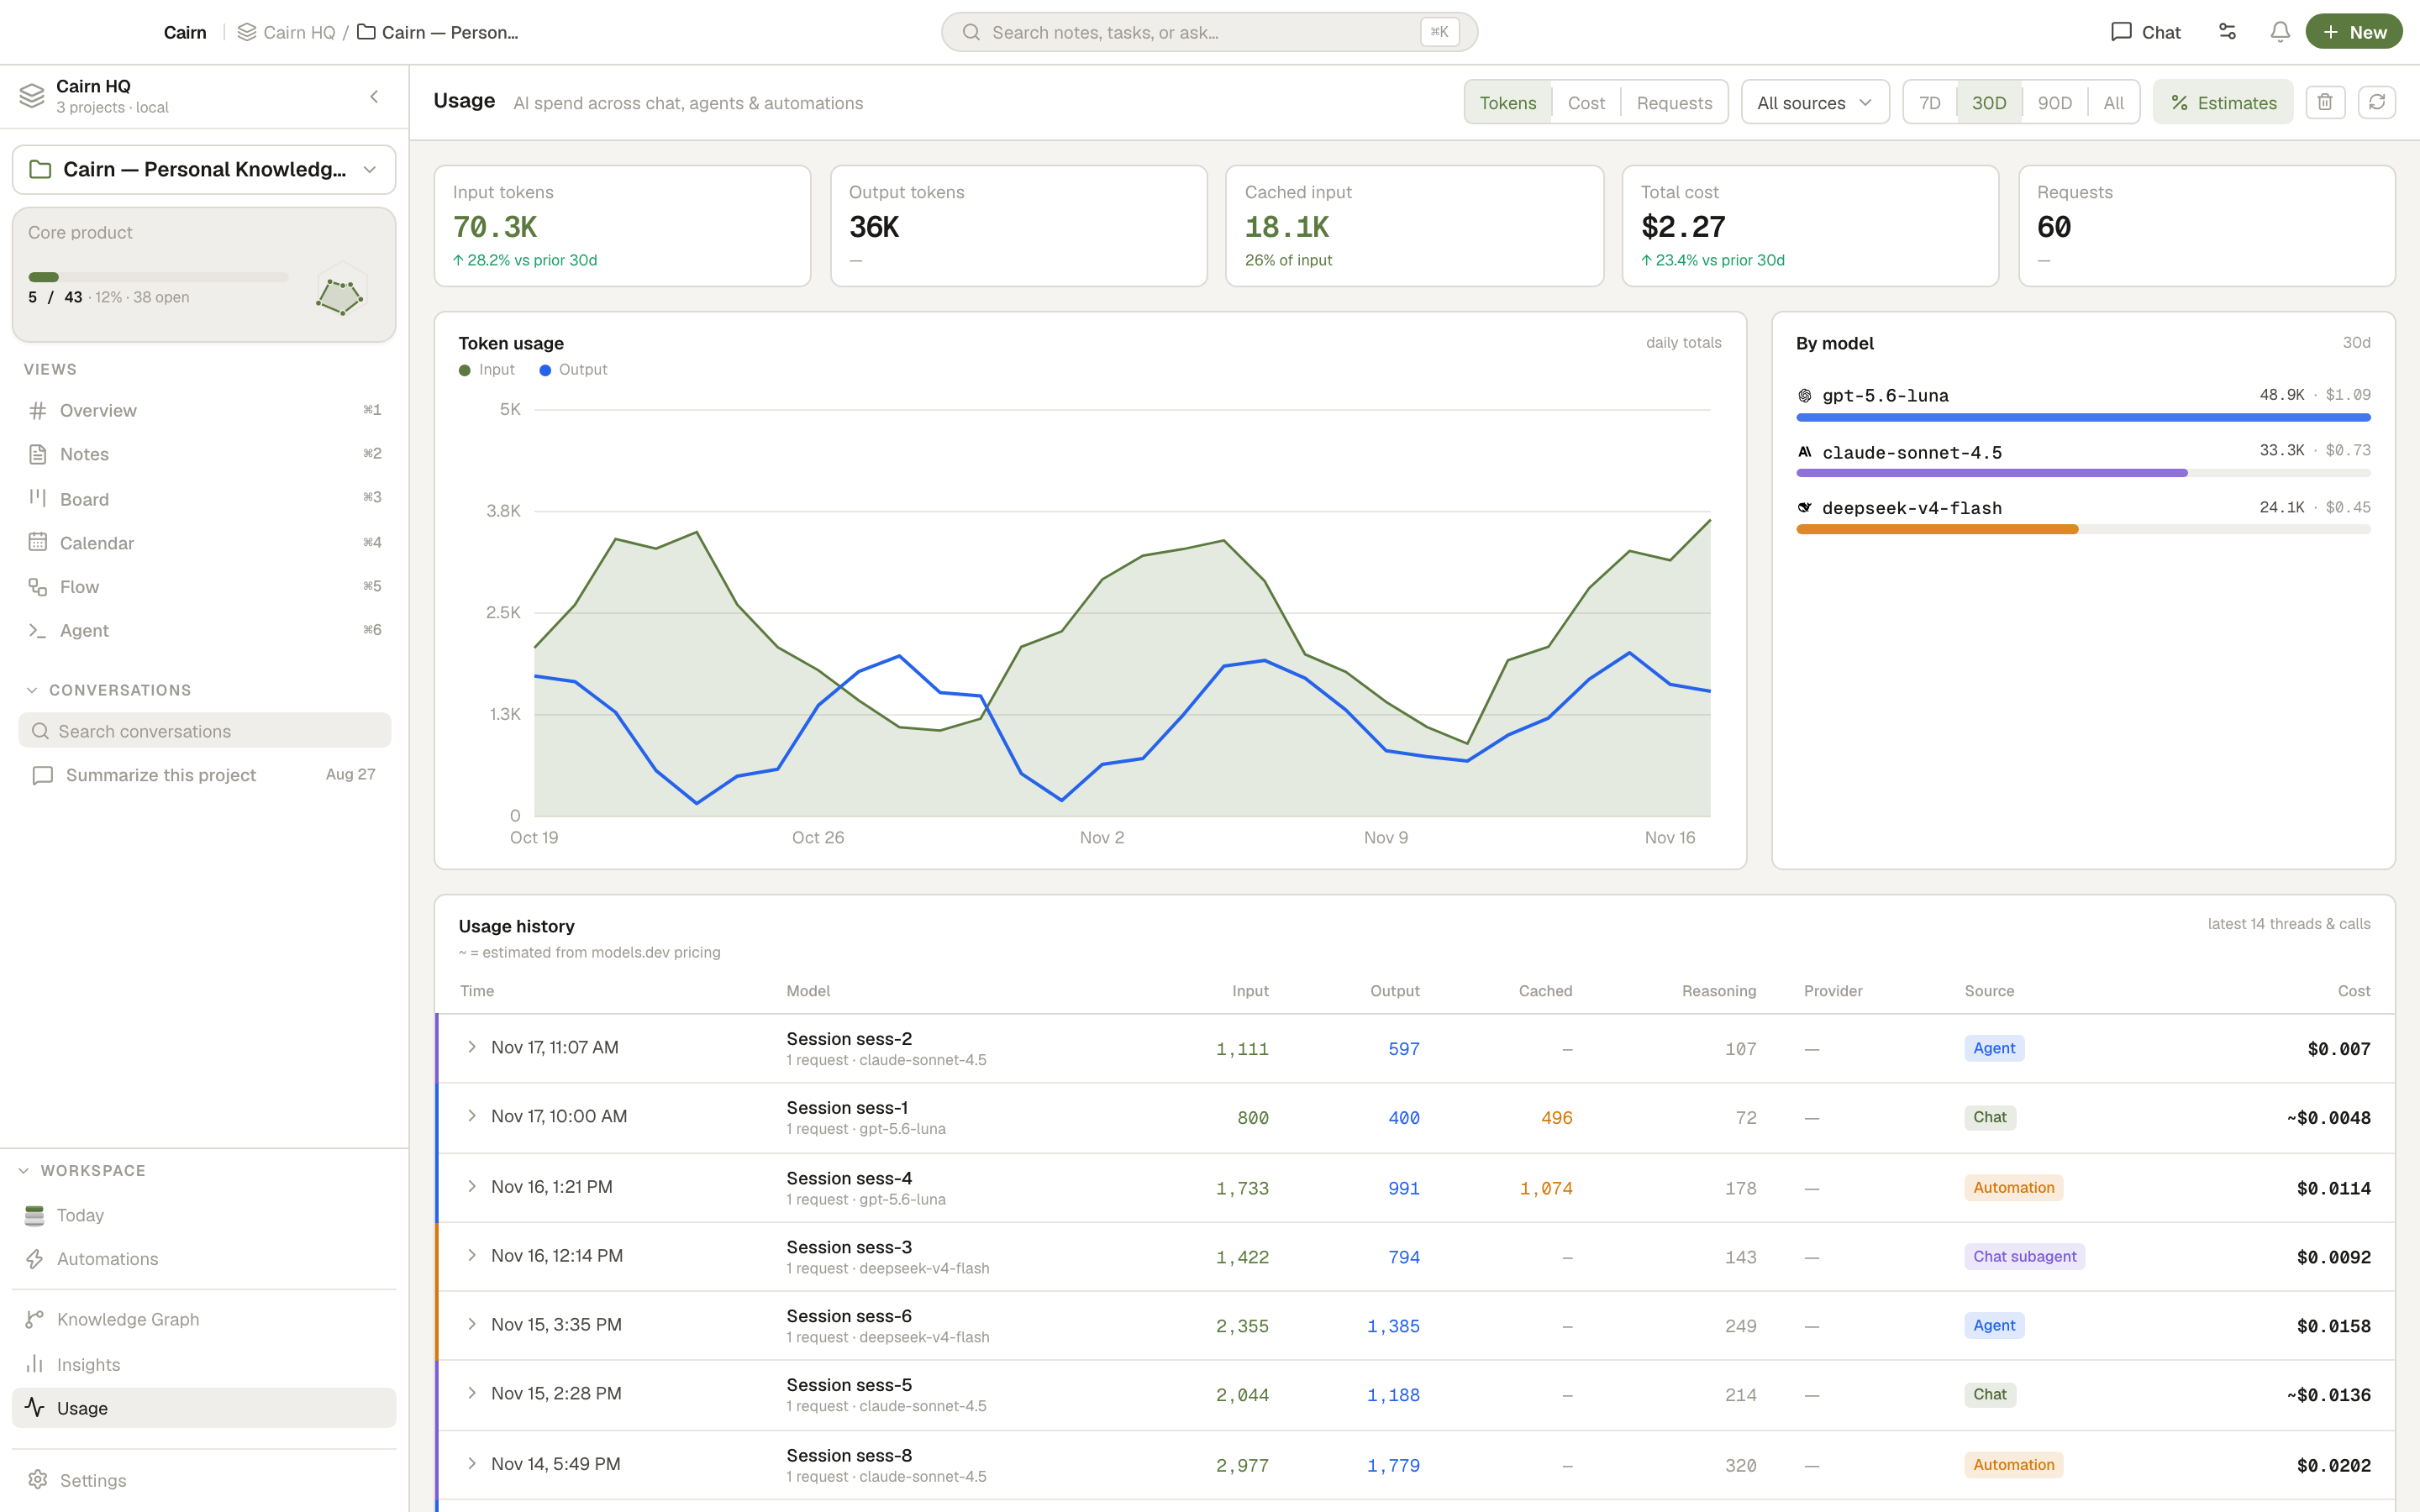 Cairn
Cairn HQ / Cairn — Person...
Search notes, tasks, or ask...
⌘K
Chat
New
Cairn HQ
3 projects · local
Cairn — Personal Knowledg...
Core product
5 / 43 · 12% · 38 open
VIEWS
Overview ⌘1
Notes ⌘2
Board ⌘3
Calendar ⌘4
Flow ⌘5
Agent ⌘6
CONVERSATIONS
Search conversations
Summarize this project Aug 27
WORKSPACE
Today
Automations
Knowledge Graph
Insights
Usage
Settings
Usage AI spend across chat, agents & automations
Tokens Cost Requests
All sources
7D 30D 90D All
% Estimates
Input tokens
70.3K
↑ 28.2% vs prior 30d
Output tokens
36K
—
Cached input
18.1K
26% of input
Total cost
$2.27
↑ 23.4% vs prior 30d
Requests
60
—
Token usage daily totals
Input Output
5K
3.8K
2.5K
1.3K
0
Oct 19 Oct 26 Nov 2 Nov 9 Nov 16
By model 30d
gpt-5.6-luna 48.9K · $1.09
claude-sonnet-4.5 33.3K · $0.73
deepseek-v4-flash 24.1K · $0.45
Usage history latest 14 threads & calls
~ = estimated from models.dev pricing
Time Model Input Output Cached Reasoning Provider Source Cost
Nov 17, 11:07 AM Session sess-2 1,111 597 — 107 — Agent $0.007
1 request · claude-sonnet-4.5
Nov 17, 10:00 AM Session sess-1 800 400 496 72 — Chat ~$0.0048
1 request · gpt-5.6-luna
Nov 16, 1:21 PM Session sess-4 1,733 991 1,074 178 — Automation $0.0114
1 request · gpt-5.6-luna
Nov 16, 12:14 PM Session sess-3 1,422 794 — 143 — Chat subagent $0.0092
1 request · deepseek-v4-flash
Nov 15, 3:35 PM Session sess-6 2,355 1,385 — 249 — Agent $0.0158
1 request · deepseek-v4-flash
Nov 15, 2:28 PM Session sess-5 2,044 1,188 — 214 — Chat ~$0.0136
1 request · claude-sonnet-4.5
Nov 14, 5:49 PM Session sess-8 2,977 1,779 — 320 — Automation $0.0202
1 request · claude-sonnet-4.5